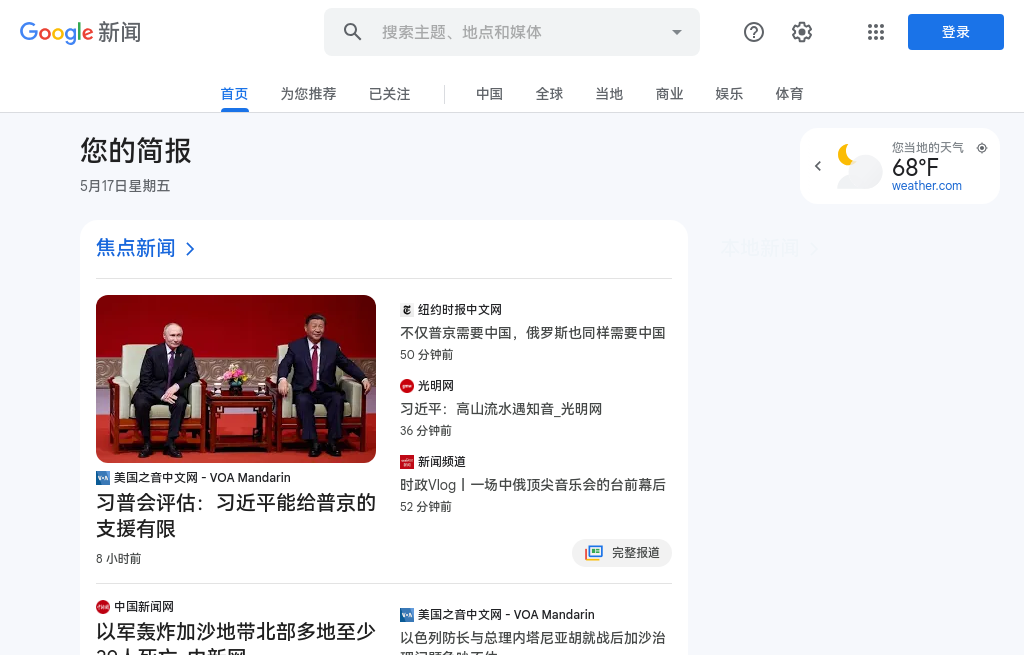 Google 新闻
搜索主题、地点和媒体
登录
首页 为您推荐 已关注 中国 全球 当地 商业 娱乐 体育
您的简报
5月17日星期五
您当地的天气
68°F
weather.com
焦点新闻
本地新闻
美国之音中文网 - VOA Mandarin
习普会评估：习近平能给普京的
支援有限
8 小时前
纽约时报中文网
不仅普京需要中国，俄罗斯也同样需要中国
50 分钟前
光明网
习近平：高山流水遇知音_光明网
36 分钟前
新闻频道
时政Vlog丨一场中俄顶尖音乐会的台前幕后
52 分钟前
完整报道
中国新闻网
以军轰炸加沙地带北部多地至少
美国之音中文网 - VOA Mandarin
以色列防长与总理内塔尼亚胡就战后加沙治